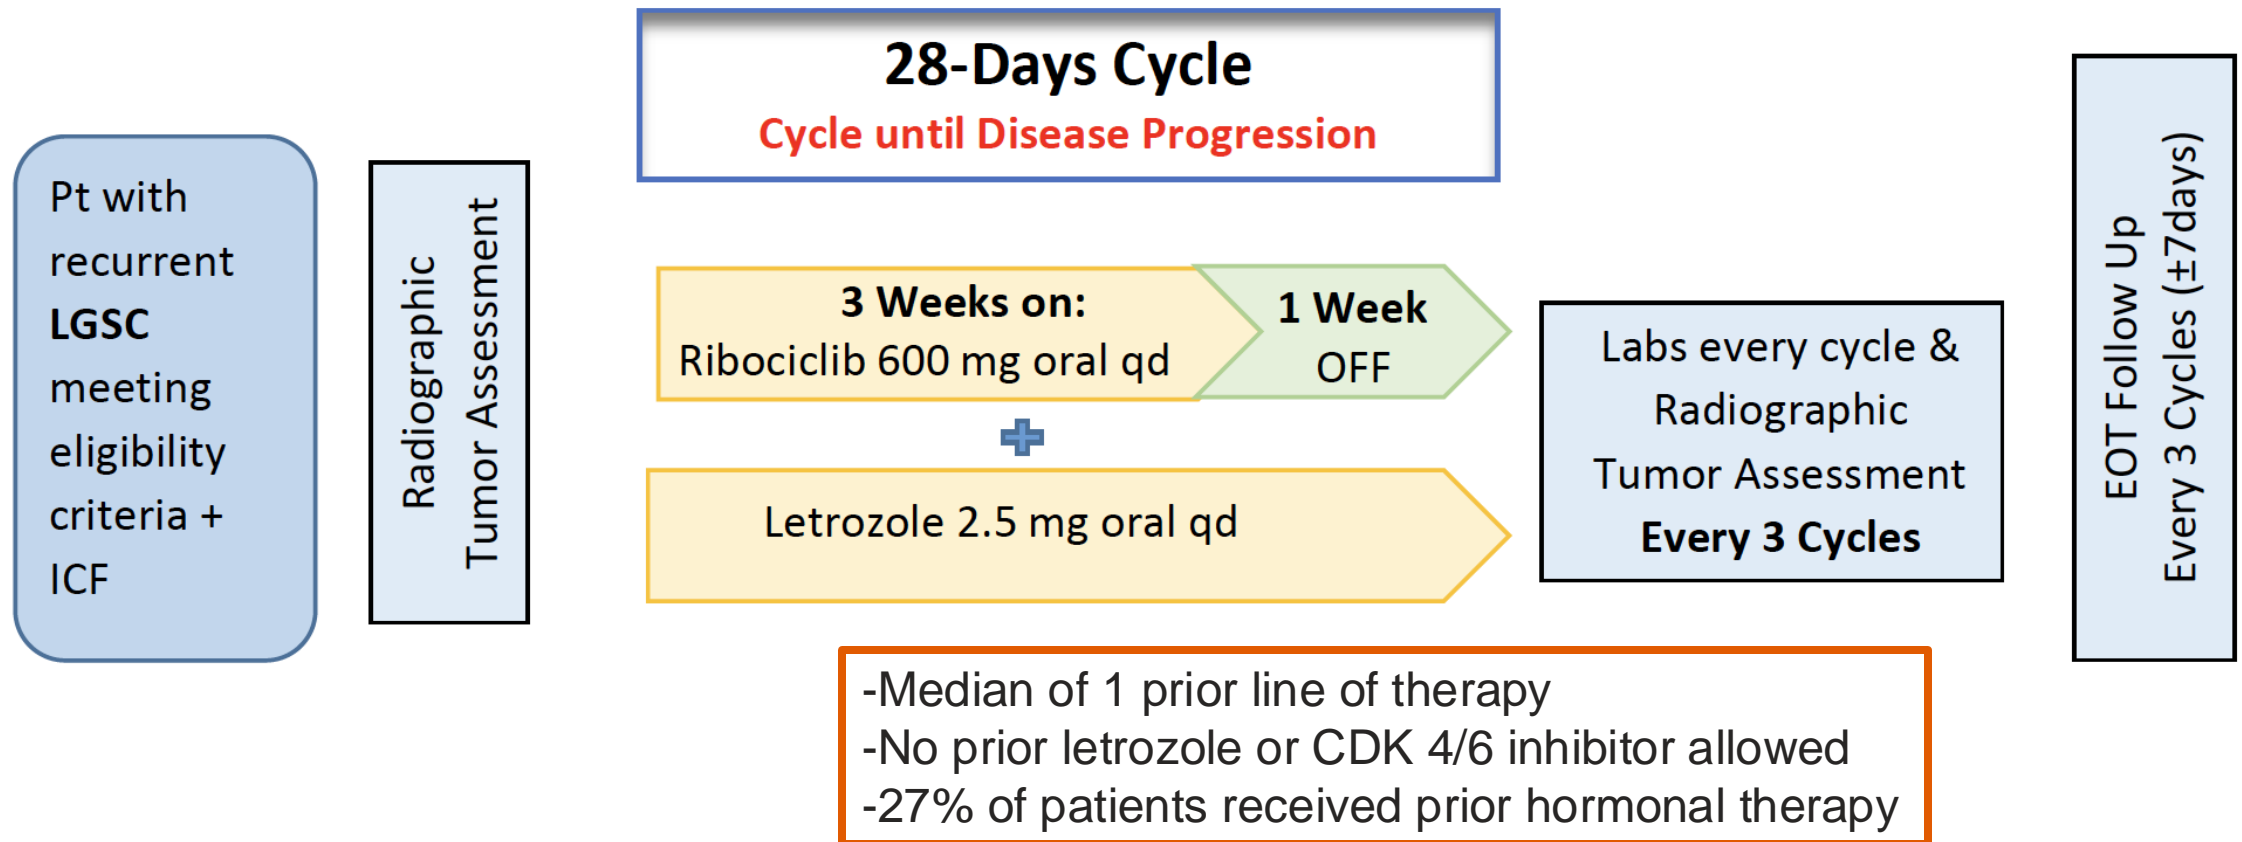 28-Days Cycle
Cycle until Disease Progression
Pt with
recurrent
LGSC
meeting
eligibility
criteria +
ICF
Radiographic
Tumor Assessment
3 Weeks on:
Ribociclib 600 mg oral qd
1 Week
OFF
Letrozole 2.5 mg oral qd
Labs every cycle &
Radiographic
Tumor Assessment
Every 3 Cycles
EOT Follow Up
Every 3 Cycles (±7days)
-Median of 1 prior line of therapy
-No prior letrozole or CDK 4/6 inhibitor allowed
-27% of patients received prior hormonal therapy